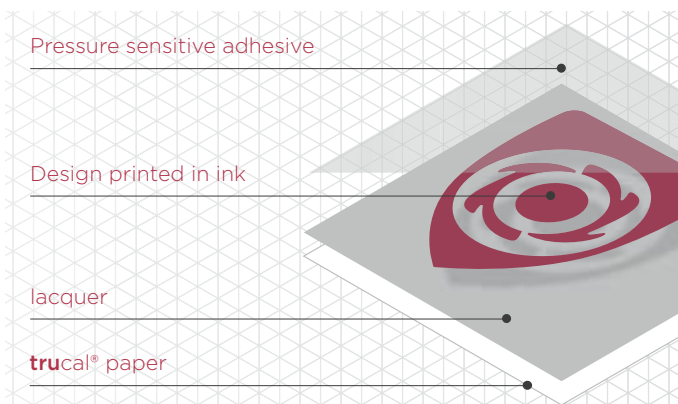 Pressure sensitive adhesive
Design printed in ink
lacquer
trucal® paper